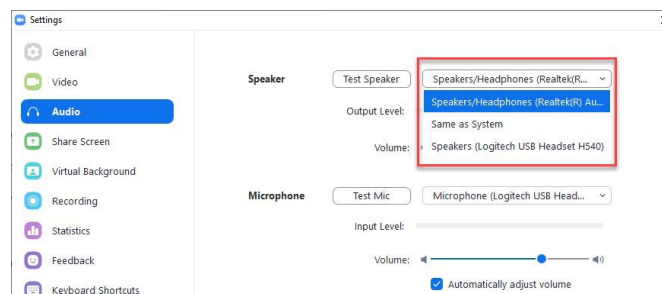 Settings
General
Video
Audio
Share Screen
Virtual Background
Recording
Statistics
Feedback
Keyboard Shortcuts
Speaker
Test Speaker
Speakers/Headphones (Realtek(R...
Speakers/Headphones (Realtek(R) Au...
Same as System
Speakers (Logitech USB Headset H540)
Output Level:
Volume:
Microphone
Test Mic
Microphone (Logitech USB Head...
Input Level:
Volume:
Automatically adjust volume